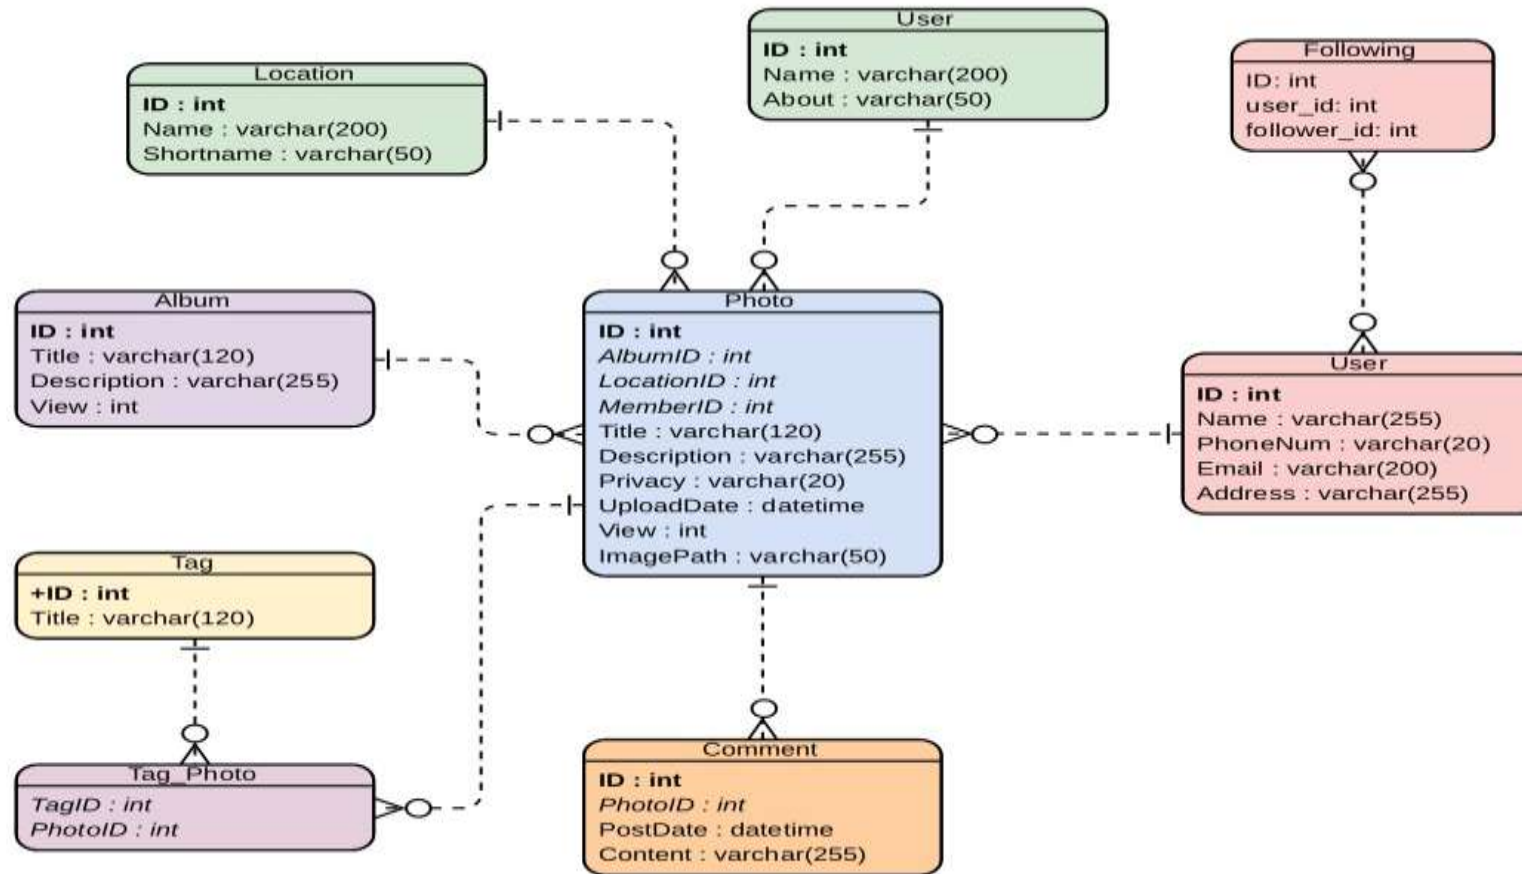 User
ID : int
Name : varchar(200)
About : varchar(50)
Following
ID: int
user_id: int
follower_id: int
Location
ID : int
Name : varchar(200)
Shortname : varchar(50)
Album
ID : int
Title : varchar(120)
Description : varchar(255)
View : int
Photo
ID : int
AlbumID : int
LocationID : int
MemberID : int
Title : varchar(120)
Description : varchar(255)
Privacy : varchar(20)
UploadDate : datetime
View : int
ImagePath : varchar(50)
User
ID : int
Name : varchar(255)
PhoneNum : varchar(20)
Email : varchar(200)
Address : varchar(255)
Tag
+ID : int
Title : varchar(120)
Tag_Photo
TagID : int
PhotoID : int
Comment
ID : int
PhotoID : int
PostDate : datetime
Content : varchar(255)